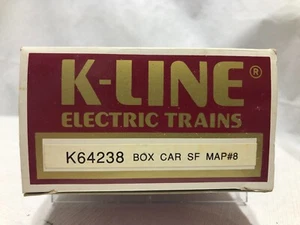 K-LINE®
ELECTRIC TRAINS
K64238 BOX CAR SF MAP#8